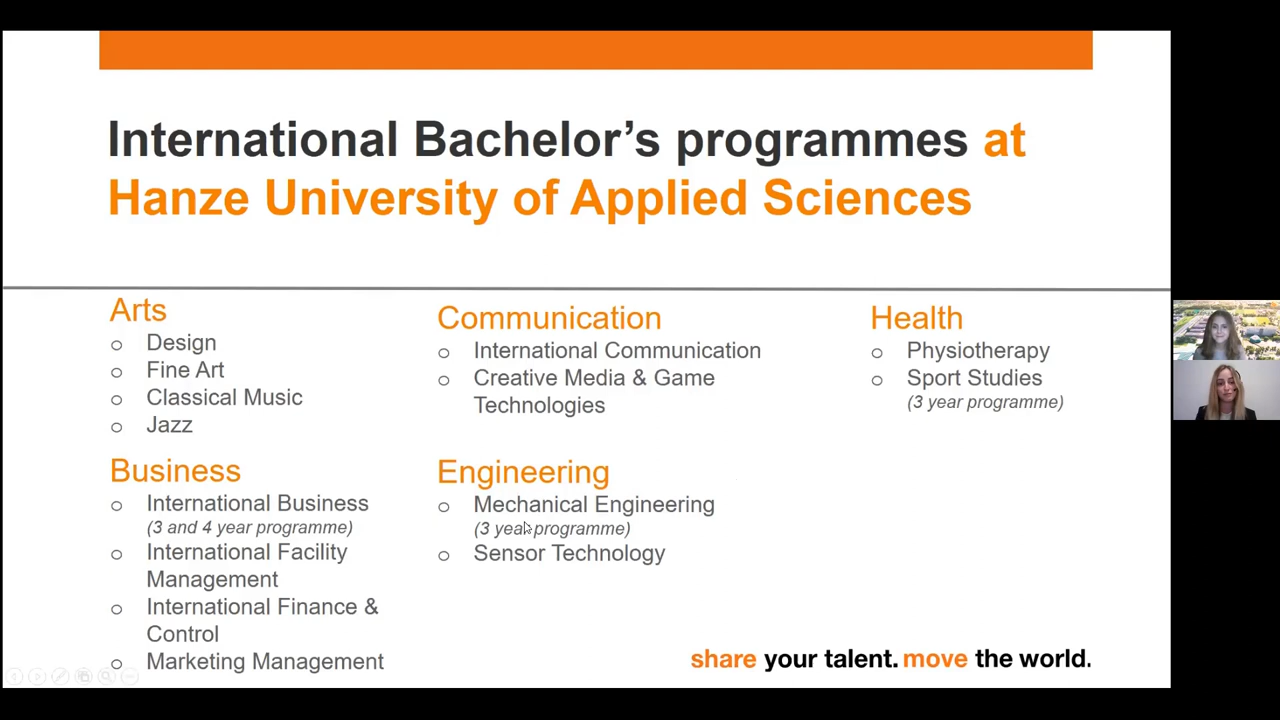 International Bachelor’s programmes at
Hanze University of Applied Sciences
Arts
Design
Fine Art
Classical Music
Jazz
Business
International Business
(3 and 4 year programme)
International Facility
Management
International Finance &
Control
Marketing Management
Communication
International Communication
Creative Media & Game
Technologies
Engineering
Mechanical Engineering
(3 year programme)
Sensor Technology
Health
Physiotherapy
Sport Studies
(3 year programme)
share your talent. move the world.